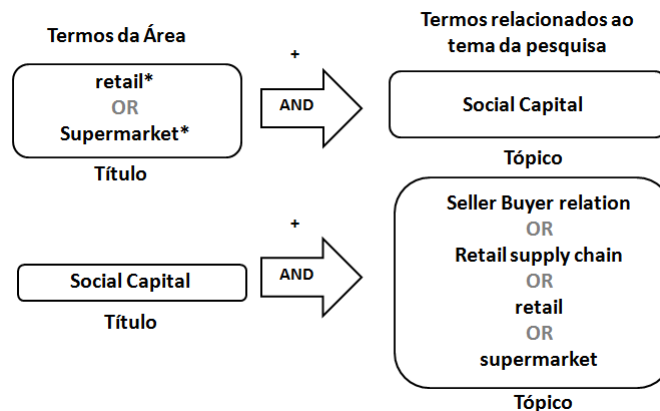 Termos da Área
Termos relacionados ao
tema da pesquisa
retail*
OR
Supermarket*
Título
+
AND
Social Capital
Tópico
Social Capital
Título
+
AND
Seller Buyer relation
OR
Retail supply chain
OR
retail
OR
supermarket
Tópico